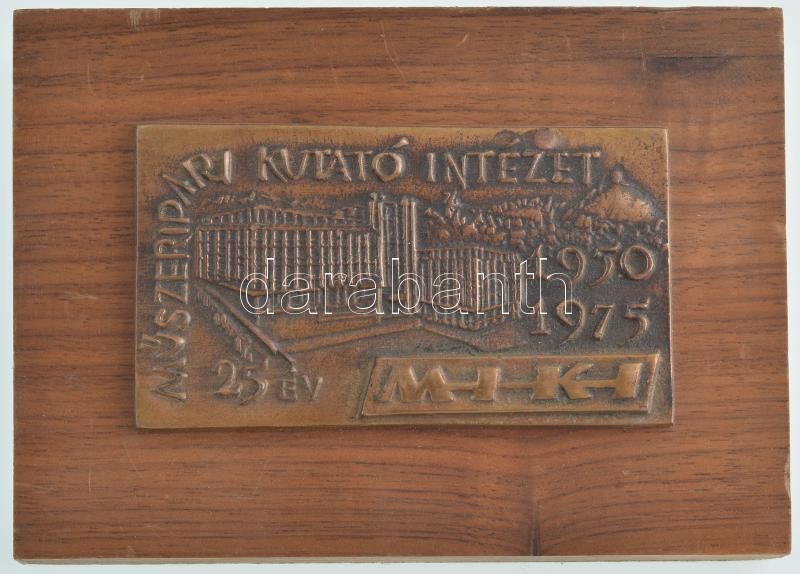 MŰSZERIPARI KUTATÓ INTÉZET
1950
1975
25 ÉV
MIKI
darabanth